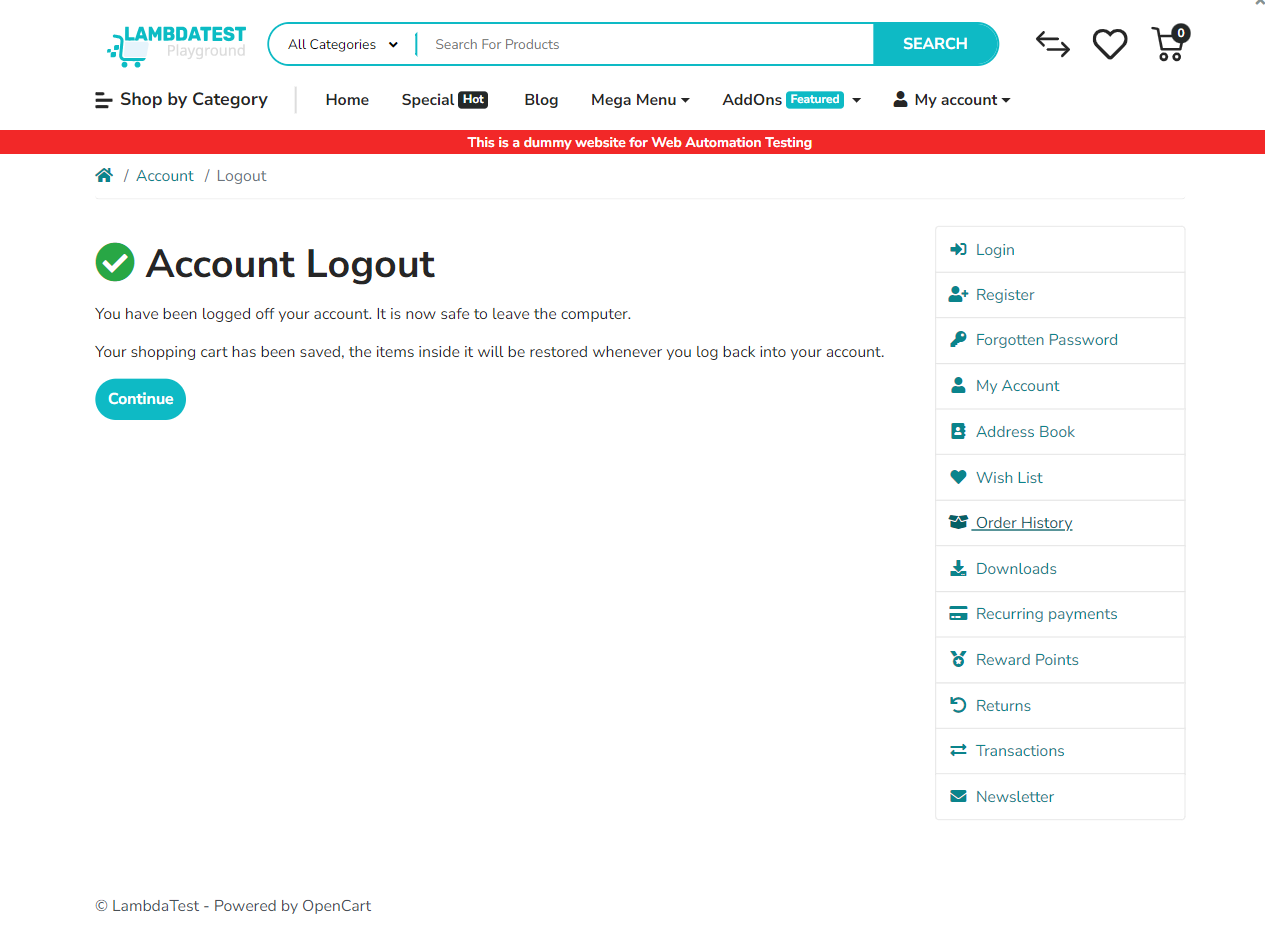 LAMBDATEST
Playground
All Categories
Search For Products
SEARCH
0
Shop by Category
Home
Special Hot
Blog
Mega Menu
AddOns Featured
My account
This is a dummy website for Web Automation Testing
/ Account / Logout
Account Logout
You have been logged off your account. It is now safe to leave the computer.
Your shopping cart has been saved, the items inside it will be restored whenever you log back into your account.
Continue
Login
Register
Forgotten Password
My Account
Address Book
Wish List
Order History
Downloads
Recurring payments
Reward Points
Returns
Transactions
Newsletter
© LambdaTest - Powered by OpenCart